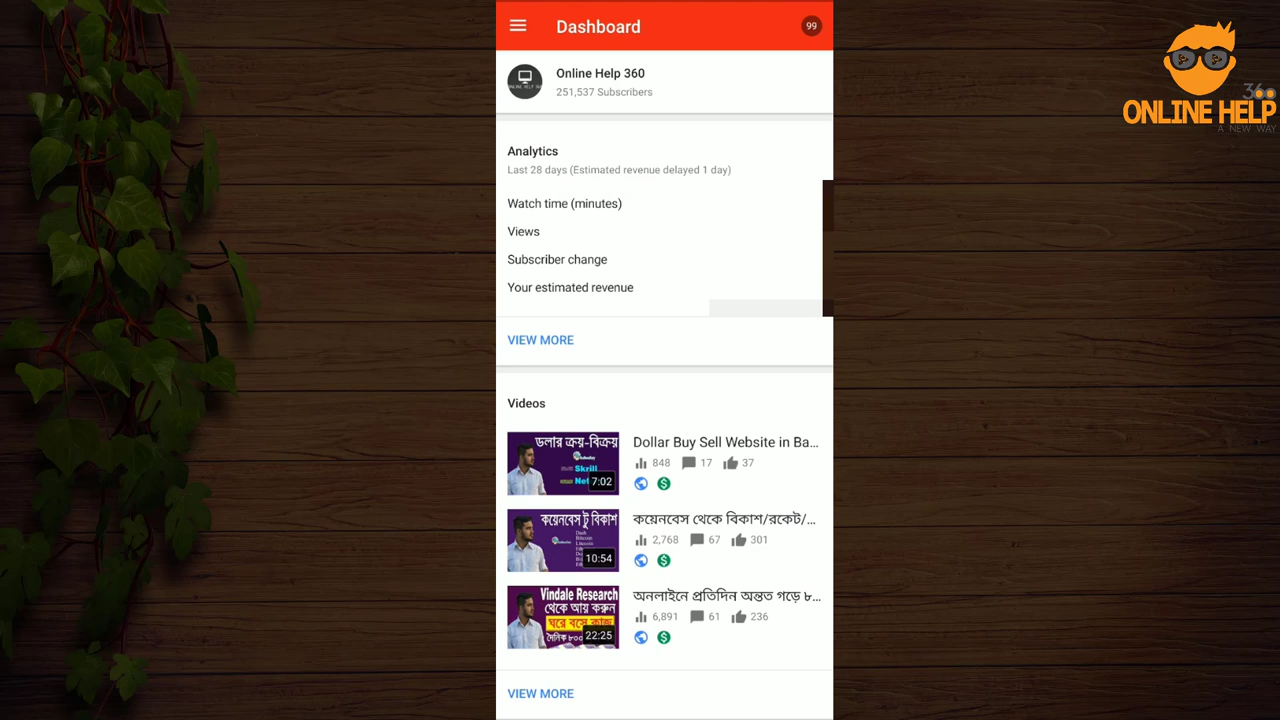 Dashboard
99
Online Help 360
251,537 Subscribers
360
ONLINE HELP
A NEW WAY
Analytics
Last 28 days (Estimated revenue delayed 1 day)
Watch time (minutes)
Views
Subscriber change
Your estimated revenue
VIEW MORE
Videos
ডলার ক্রয়-বিক্রয়
Skrill
7:02
Dollar Buy Sell Website in Ba...
848 17 37
কয়েনবেস টু বিকাশ
Dash
Bitcoin
Litecoin
10:54
কয়েনবেস থেকে বিকাশ/রকেট/...
2,768 67 301
Vindale Research
থেকে আয় করুন
ঘরে বসে কাজ
দৈনিক ৮০০
22:25
অনলাইনে প্রতিদিন অন্তত গড়ে ৮...
6,891 61 236
VIEW MORE